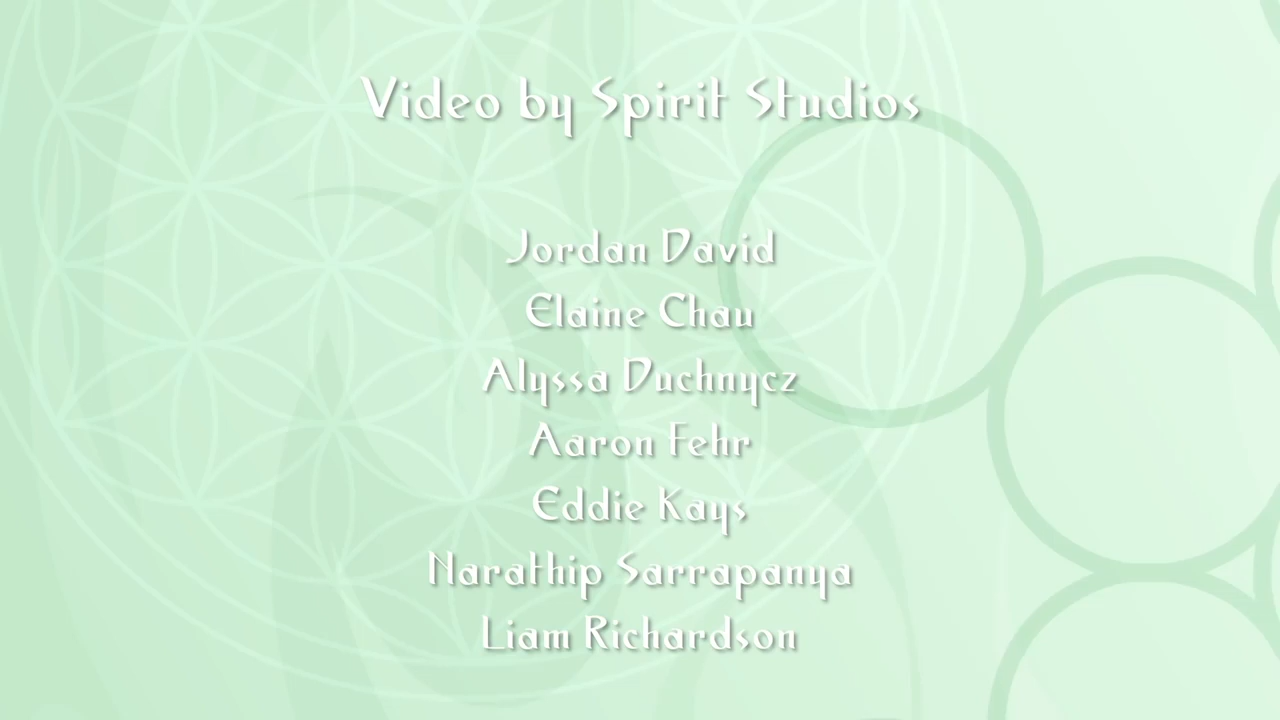 Video by Spirit Studios
Jordan David
Elaine Chau
Alyssa Duchnycz
Aaron Fehr
Eddie Kays
Narathip Sarrapanya
Liam Richardson